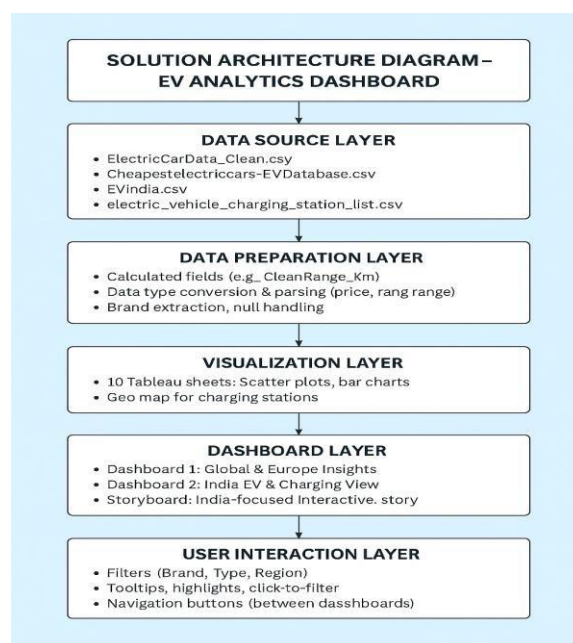 SOLUTION ARCHITECTURE DIAGRAM–
EV ANALYTICS DASHBOARD
DATA SOURCE LAYER
• ElectricCarData_Clean.csy
• Cheapestelectriccars-EVDatabase.csv
• EVindia.csv
• electric_vehicle_charging_station_list.csv
DATA PREPARATION LAYER
• Calculated fields (e.g_ CleanRange_Km)
• Data type conversion & parsing (price, rang range)
• Brand extraction, null handling
VISUALIZATION LAYER
• 10 Tableau sheets: Scatter plots, bar charts
• Geo map for charging stations
DASHBOARD LAYER
• Dashboard 1: Global & Europe Insights
• Dashboard 2: India EV & Charging View
• Storyboard: India-focused Interactive. story
USER INTERACTION LAYER
• Filters (Brand, Type, Region)
• Tooltips, highlights, click-to-filter
• Navigation buttons (between dasshboards)